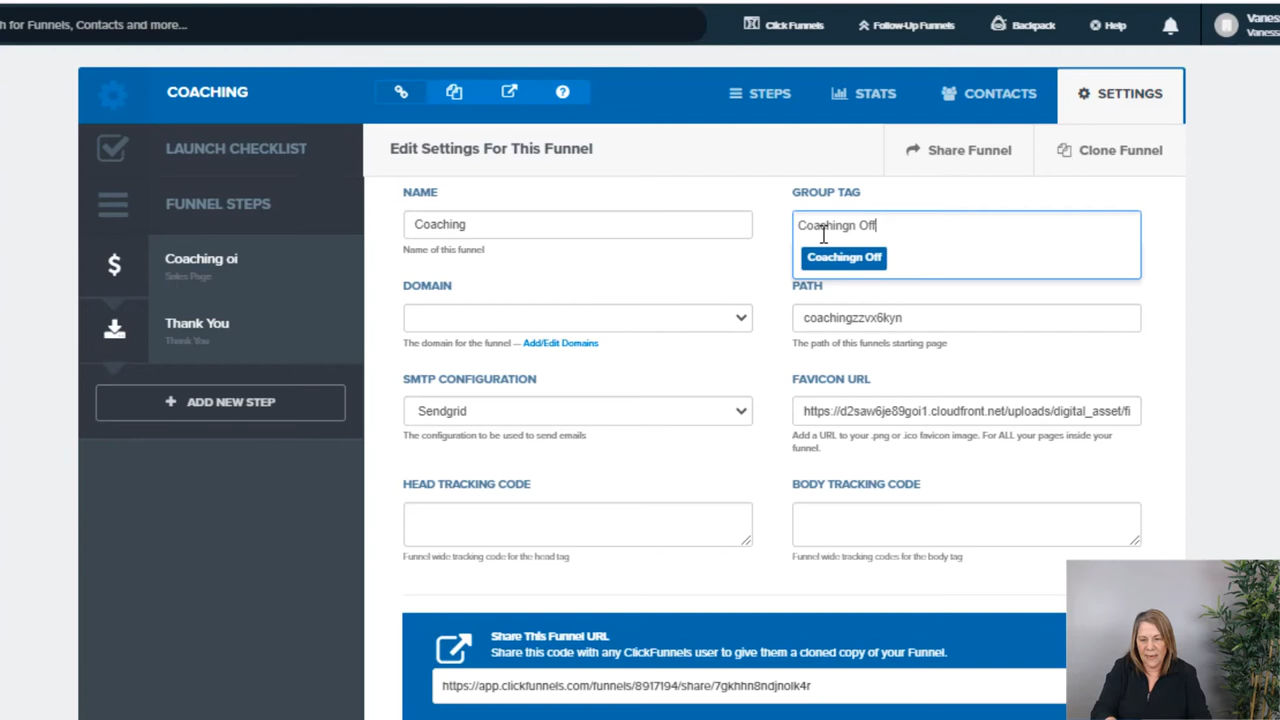 h for Funnels, Contacts and more...
ClickFunnels
Follow-Up Funnels
Backpack
Help
Vanes
Vaness
COACHING
STEPS
STATS
CONTACTS
SETTINGS
LAUNCH CHECKLIST
Edit Settings For This Funnel
Share Funnel
Clone Funnel
FUNNEL STEPS
NAME
GROUP TAG
Coaching
Coachingn Off
Name of this funnel
Coachingn Off
$
Coaching oi
Sales Page
DOMAIN
PATH
coachingzzvx6kyn
The domain for the funnel — Add/Edit Domains
The path of this funnels starting page
Thank You
Thank You
SMTP CONFIGURATION
FAVICON URL
+ ADD NEW STEP
Sendgrid
https://d2saw6je89goi1.cloudfront.net/uploads/digital_asset/fi
The configuration to be used to send emails
Add a URL to your .png or .ico favicon image. For ALL your pages inside your
funnel.
HEAD TRACKING CODE
BODY TRACKING CODE
Funnel wide tracking code for the head tag
Funnel wide tracking codes for the body tag
Share This Funnel URL
Share this code with any ClickFunnels user to give them a cloned copy of your Funnel.
https://app.clickfunnels.com/funnels/8917194/share/7gkhhn8ndjnolk4r